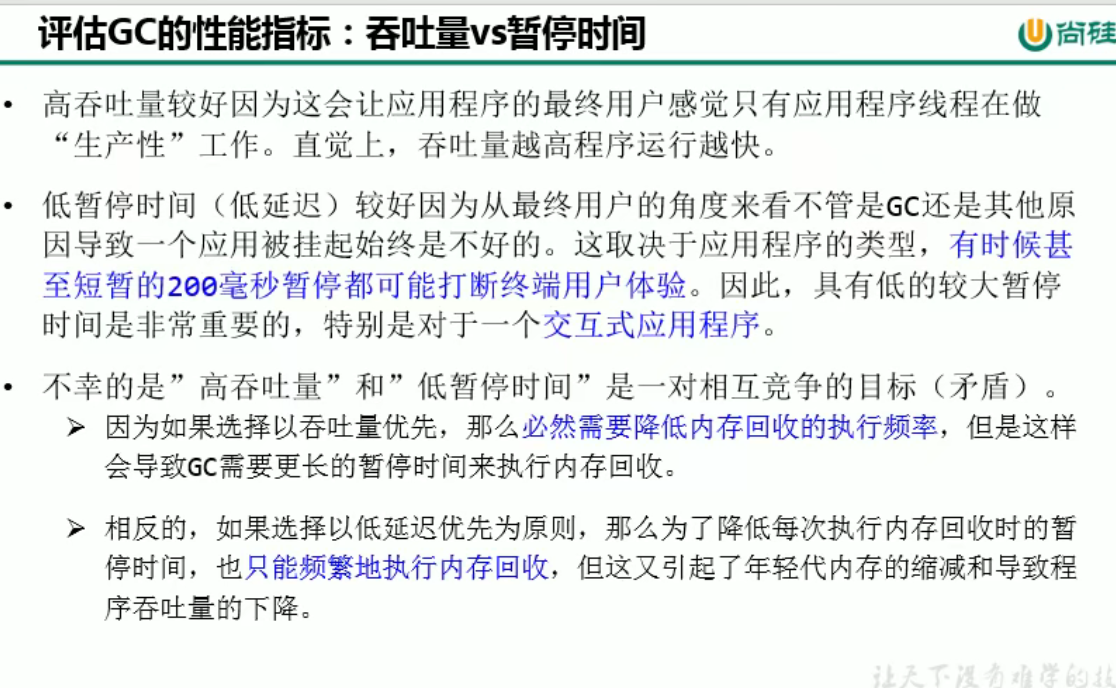 评估GC的性能指标：吞吐量vs暂停时间
尚硅
• 高吞吐量较好因为这会让应用程序的最终用户感觉只有应用程序线程在做
“生产性”工作。直觉上，吞吐量越高程序运行越快。
• 低暂停时间（低延迟）较好因为从最终用户的角度来看不管是GC还是其他原
因导致一个应用被挂起始终是不好的。这取决于应用程序的类型，有时候甚
至短暂的200毫秒暂停都可能打断终端用户体验。因此，具有低的较大暂停
时间是非常重要的，特别是对于一个交互式应用程序。
• 不幸的是”高吞吐量”和”低暂停时间”是一对相互竞争的目标（矛盾）。
➢ 因为如果选择以吞吐量优先，那么必然需要降低内存回收的执行频率，但是这样
会导致GC需要更长的暂停时间来执行内存回收。
➢ 相反的，如果选择以低延迟优先为原则，那么为了降低每次执行内存回收时的暂
停时间，也只能频繁地执行内存回收，但这又引起了年轻代内存的缩减和导致程
序吞吐量的下降。
让天下没有难学的技